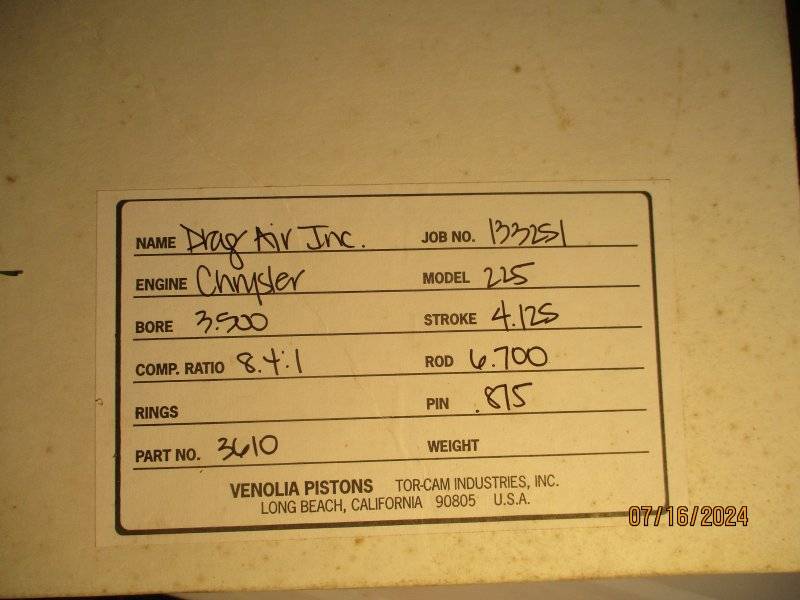 NAME Drag Air Inc. JOB NO. 133251
ENGINE Chrysler MODEL 225
BORE 3.500 STROKE 4.125
COMP. RATIO 8.4:1 ROD 6.700
RINGS PIN .875
PART NO. 3610 WEIGHT
VENOLIA PISTONS TOR-CAM INDUSTRIES, INC.
LONG BEACH, CALIFORNIA 90805 U.S.A.
07/16/2024